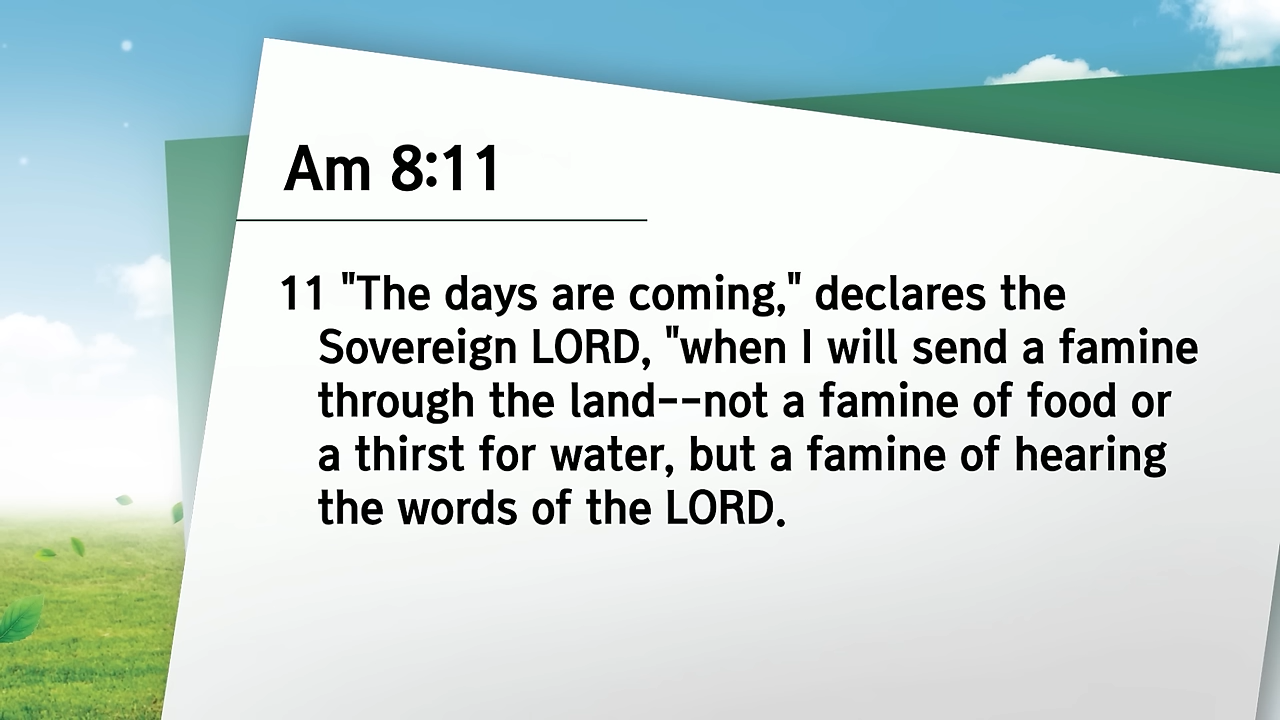 Am 8:11
11 "The days are coming," declares the
Sovereign LORD, "when I will send a famine
through the land--not a famine of food or
a thirst for water, but a famine of hearing
the words of the LORD.